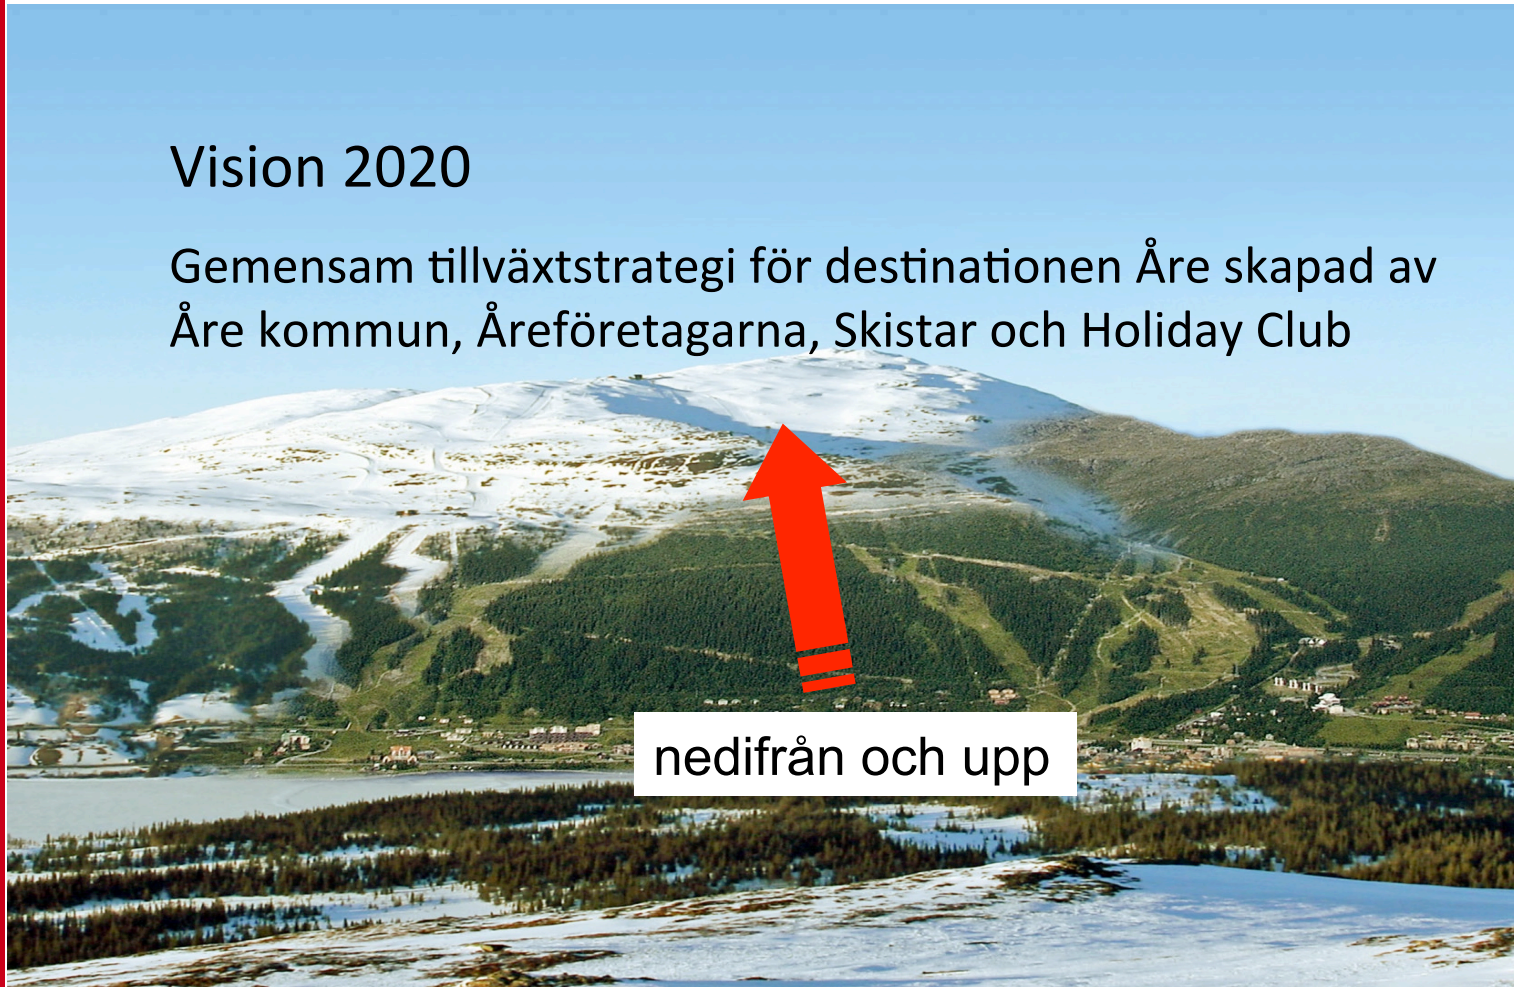 Vision 2020
Gemensam tillväxtstrategi för destinationen Åre skapad av
Åre kommun, Åreföretagarna, Skistar och Holiday Club
nedifrån och upp